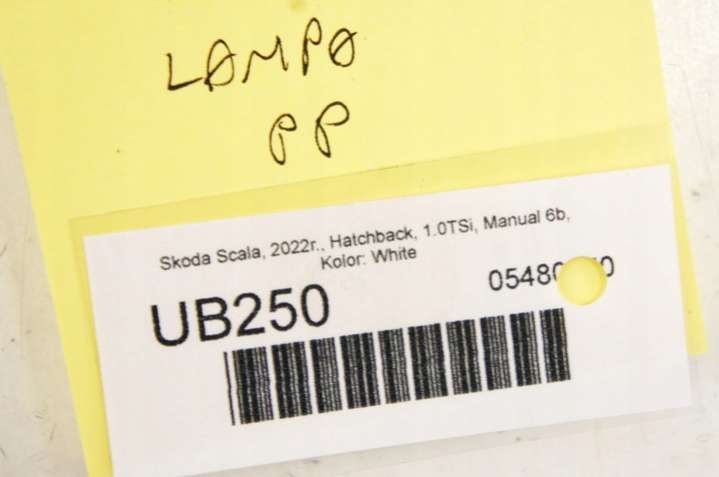 LAMPA
PP
Skoda Scala, 2022r., Hatchback, 1.0TSi, Manual 6b,
Kolor: White
UB250